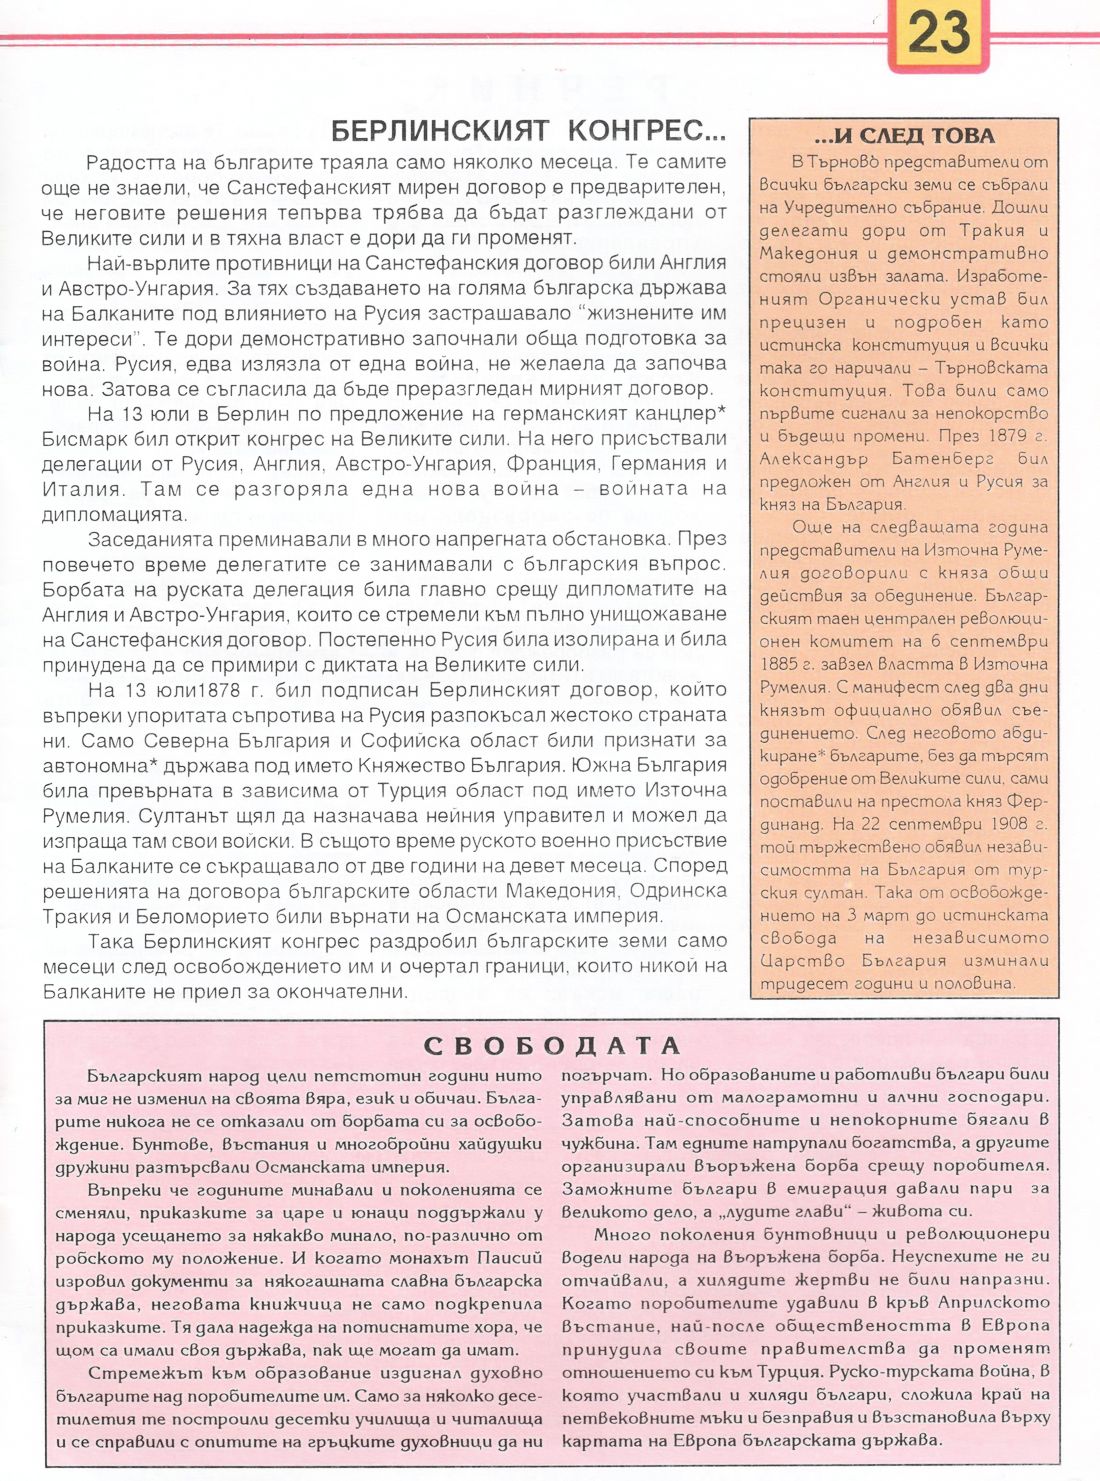 23
БЕРЛИНСКИЯТ КОНГРЕС...
Радостта на българите траяла само няколко месеца. Те самите
още не знаели, че Санстефанският мирен договор е предварителен,
че неговите решения тепърва трябва да бъдат разглеждани от
Великите сили и в тяхна власт е дори да ги променят.
Най-върлите противници на Санстефанския договор били Англия
и Австро-Унгария. За тях създаването на голяма българска държава
на Балканите под влиянието на Русия застрашавало “жизнените им
интереси”. Те дори демонстративно започнали обща подготовка за
война. Русия, едва излязла от една война, не желаела да започва
нова. Затова се съгласила да бъде преразгледан мирният договор.
На 13 юли в Берлин по предложение на германският канцлер*
Бисмарк бил открит конгрес на Великите сили. На него присъствали
делегации от Русия, Англия, Австро-Унгария, Франция, Германия и
Италия. Там се разгоряла една нова война – войната на
дипломацията.
Заседанията преминавали в много напрегната обстановка. През
повечето време делегатите се занимавали с българския въпрос.
Борбата на руската делегация била главно срещу дипломатите на
Англия и Австро-Унгария, които се стремели към пълно унищожаване
на Санстефанския договор. Постепенно Русия била изолирана и била
принудена да се примири с диктата на Великите сили.
На 13 юли1878 г. бил подписан Берлинският договор, който
въпреки упоритата съпротива на Русия разпокъсал жестоко страната
ни. Само Северна България и Софийска област били признати за
автономна* държава под името Княжество България. Южна България
била превърната в зависима от Турция област под името Източна
Румелия. Султанът щял да назначава нейния управител и можел да
изпраща там свои войски. В същото време руското военно присъствие
на Балканите се съкращавало от две години на девет месеца. Според
решенията на договора българските области Македония, Одринска
Тракия и Беломорието били върнати на Османската империя.
Така Берлинският конгрес раздробил българските земи само
месеци след освобождението им и очертал граници, които никой на
Балканите не приел за окончателни.
...И СЛЕД ТОВА
В Търново представители от
всички български земи се събрали
на Учредително събрание. Дошли
делегати дори от Тракия и
Македония и демонстративно
стояли извън залата. Изработе-
ният Органически устав бил
прецизен и подробен като
истинска конституция и всички
така го наричали – Търновската
конституция. Това били само
първите сигнали за непокорство
и бъдещи промени. През 1879 г.
Александър Батенберг бил
предложен от Англия и Русия за
княз на България.
Още на следващата година
представители на Източна Руме-
лия договорили с княза общи
действия за обединение. Българ-
ският таен централен революци-
онен комитет на 6 септември
1885 г. завзел властта в Източна
Румелия. С манифест след два дни
князът официално обявил съе-
динението. След неговото абди-
киране* българите, без да търсят
одобрение от Великите сили, сами
поставили на престола княз Фер-
динанд. На 22 септември 1908 г.
той тържествено обявил незави-
симостта на България от тур-
ския султан. Така от освобожде-
нието на 3 март до истинската
свобода на независимото
Царство България изминали
тридесет години и половина.
СВОБОДАТА
Българският народ цели петстотин години нито
за миг не изменил на своята вяра, език и обичаи. Бълга-
рите никога не се отказали от борбата си за освобо-
ждение. Бунтове, въстания и многобройни хайдушки
дружини разтърсвали Османската империя.
Въпреки че годините минавали и поколенията се
сменяли, приказките за царе и юнаци поддържали у
народа усещането за някакво минало, по-различно от
робското му положение. И когато монахът Паисий
изровил документи за някогашната славна българска
държава, неговата книжчица не само подкрепила
приказките. Тя дала надежда на потиснатите хора, че
щом са имали своя държава, пак ще могат да имат.
Стремежът към образование издигнал духовно
българите над поробителите им. Само за няколко десе-
тилетия те построили десетки училища и читалища
и се справили с опитите на гръцките духовници да ни
погърчат. Но образованите и работливи българи били
управлявани от малограмотни и алчни господари.
Затова най-способните и непокорните бягали в
чужбина. Там едните натрупали богатства, а другите
организирали въоръжена борба срещу поробителя.
Заможните българи в емиграция давали пари за
великото дело, а „лудите глави“ – живота си.
Много поколения бунтовници и революционери
водели народа на въоръжена борба. Неуспехите не ги
отчайвали, а хилядите жертви не били напразни.
Когато поробителите удавили в кръв Априлското
въстание, най-после обществеността в Европа
принудила своите правителства да променят
отношението си към Турция. Руско-турската война, в
която участвали и хиляди българи, сложила край на
петвековните мъки и безправия и възстановила върху
картата на Европа българската държава.